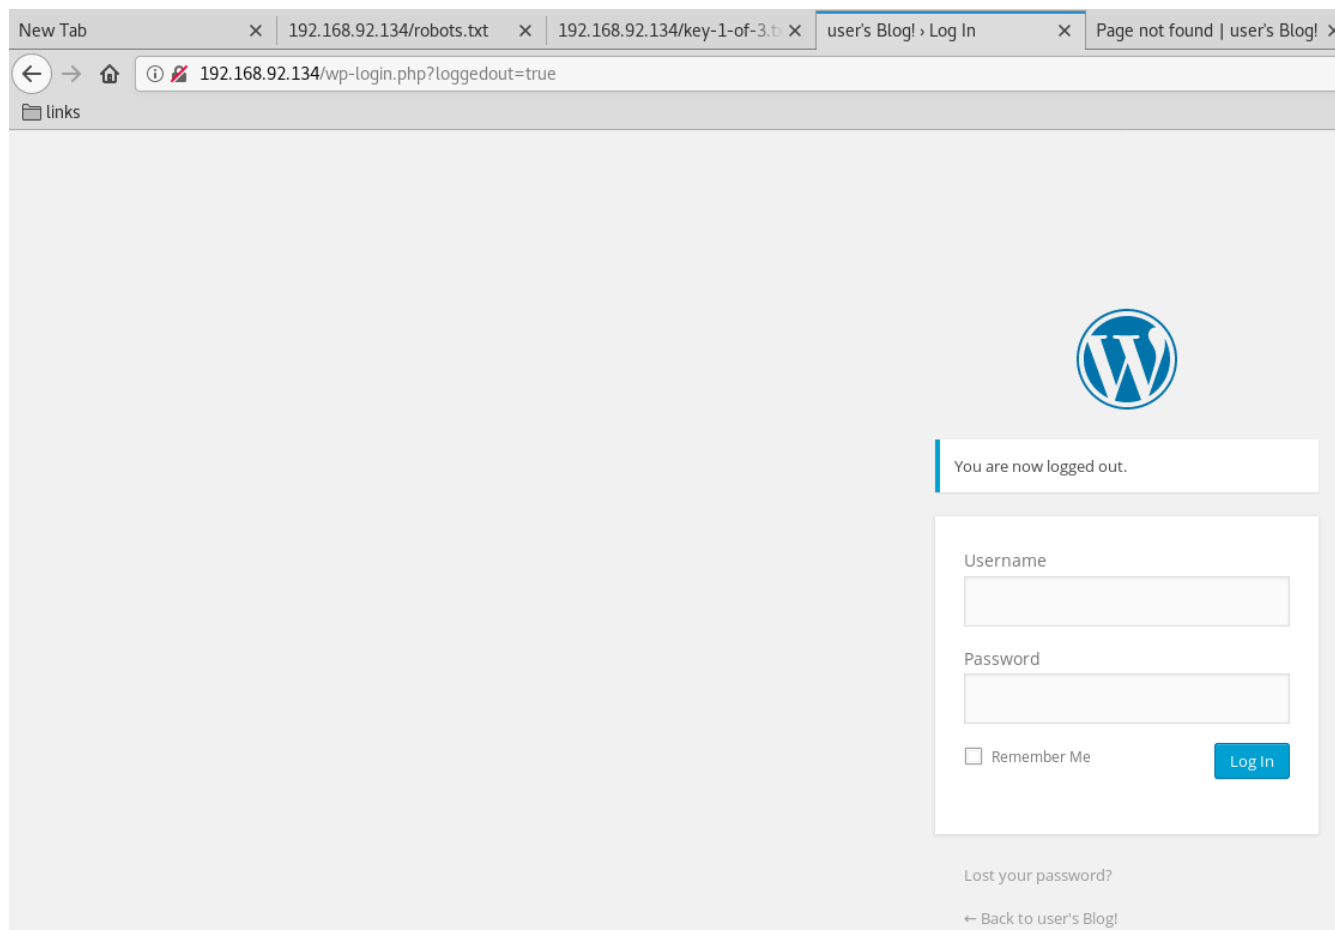 New Tab 192.168.92.134/robots.txt 192.168.92.134/key-1-of-3.t user's Blog! › Log In Page not found | user's Blog!
192.168.92.134/wp-login.php?loggedout=true
links
You are now logged out.
Username
Password
Remember Me Log In
Lost your password?
← Back to user's Blog!